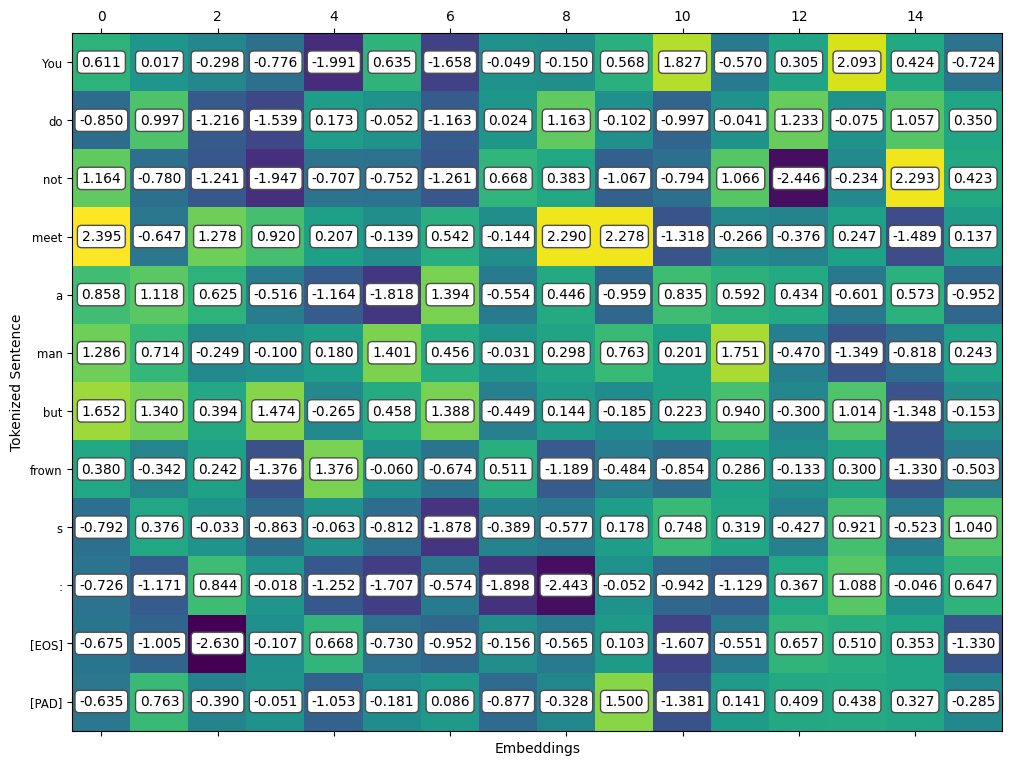 0 2 4 6 8 10 12 14
You 0.611 0.017 -0.298 -0.776 -1.991 0.635 -1.658 -0.049 -0.150 0.568 1.827 -0.570 0.305 2.093 0.424 -0.724
do -0.850 0.997 -1.216 -1.539 0.173 -0.052 -1.163 0.024 1.163 -0.102 -0.997 -0.041 1.233 -0.075 1.057 0.350
not 1.164 -0.780 -1.241 -1.947 -0.707 -0.752 -1.261 0.668 0.383 -1.067 -0.794 1.066 -2.446 -0.234 2.293 0.423
meet 2.395 -0.647 1.278 0.920 0.207 -0.139 0.542 -0.144 2.290 2.278 -1.318 -0.266 -0.376 0.247 -1.489 0.137
a 0.858 1.118 0.625 -0.516 -1.164 -1.818 1.394 -0.554 0.446 -0.959 0.835 0.592 0.434 -0.601 0.573 -0.952
man 1.286 0.714 -0.249 -0.100 0.180 1.401 0.456 -0.031 0.298 0.763 0.201 1.751 -0.470 -1.349 -0.818 0.243
but 1.652 1.340 0.394 1.474 -0.265 0.458 1.388 -0.449 0.144 -0.185 0.223 0.940 -0.300 1.014 -1.348 -0.153
frown 0.380 -0.342 0.242 -1.376 1.376 -0.060 -0.674 0.511 -1.189 -0.484 -0.854 0.286 -0.133 0.300 -1.330 -0.503
s -0.792 0.376 -0.033 -0.863 -0.063 -0.812 -1.878 -0.389 -0.577 0.178 0.748 0.319 -0.427 0.921 -0.523 1.040
: -0.726 -1.171 0.844 -0.018 -1.252 -1.707 -0.574 -1.898 -2.443 -0.052 -0.942 -1.129 0.367 1.088 -0.046 0.647
[EOS] -0.675 -1.005 -2.630 -0.107 0.668 -0.730 -0.952 -0.156 -0.565 0.103 -1.607 -0.551 0.657 0.510 0.353 -1.330
[PAD] -0.635 0.763 -0.390 -0.051 -1.053 -0.181 0.086 -0.877 -0.328 1.500 -1.381 0.141 0.409 0.438 0.327 -0.285
Tokenized Sentence
Embeddings